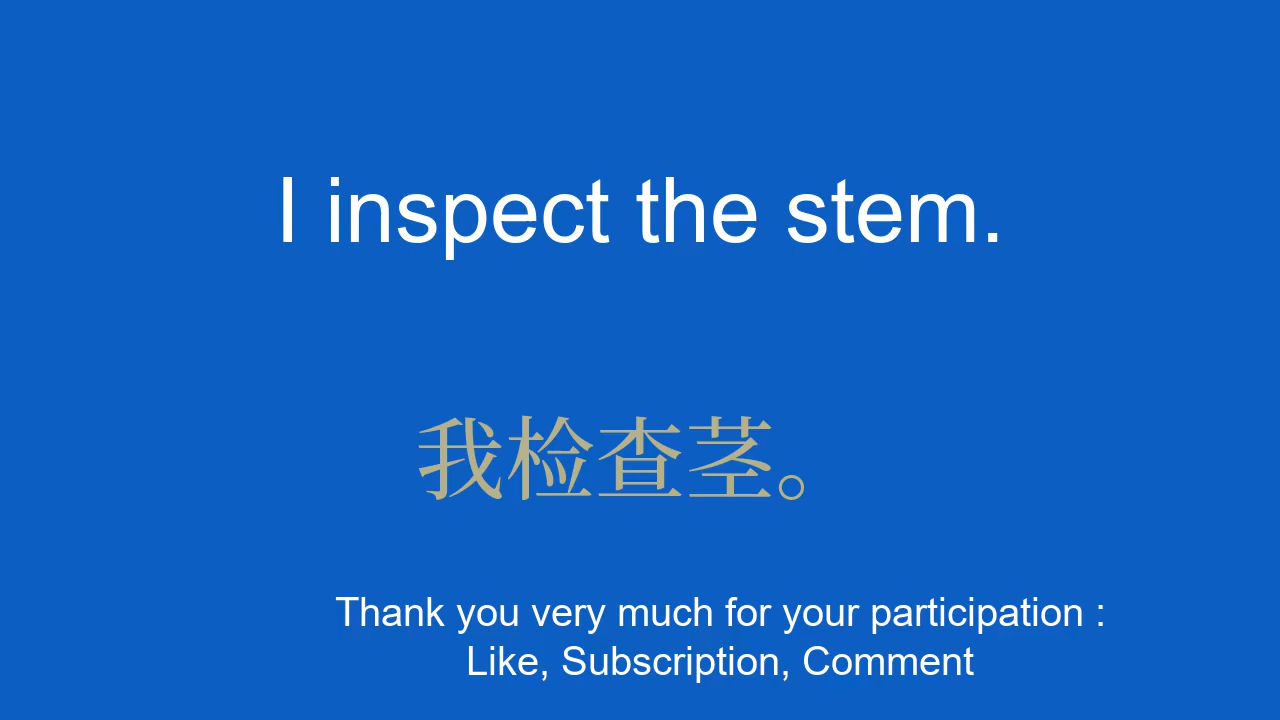 I inspect the stem.
我检查茎。
Thank you very much for your participation :
Like, Subscription, Comment